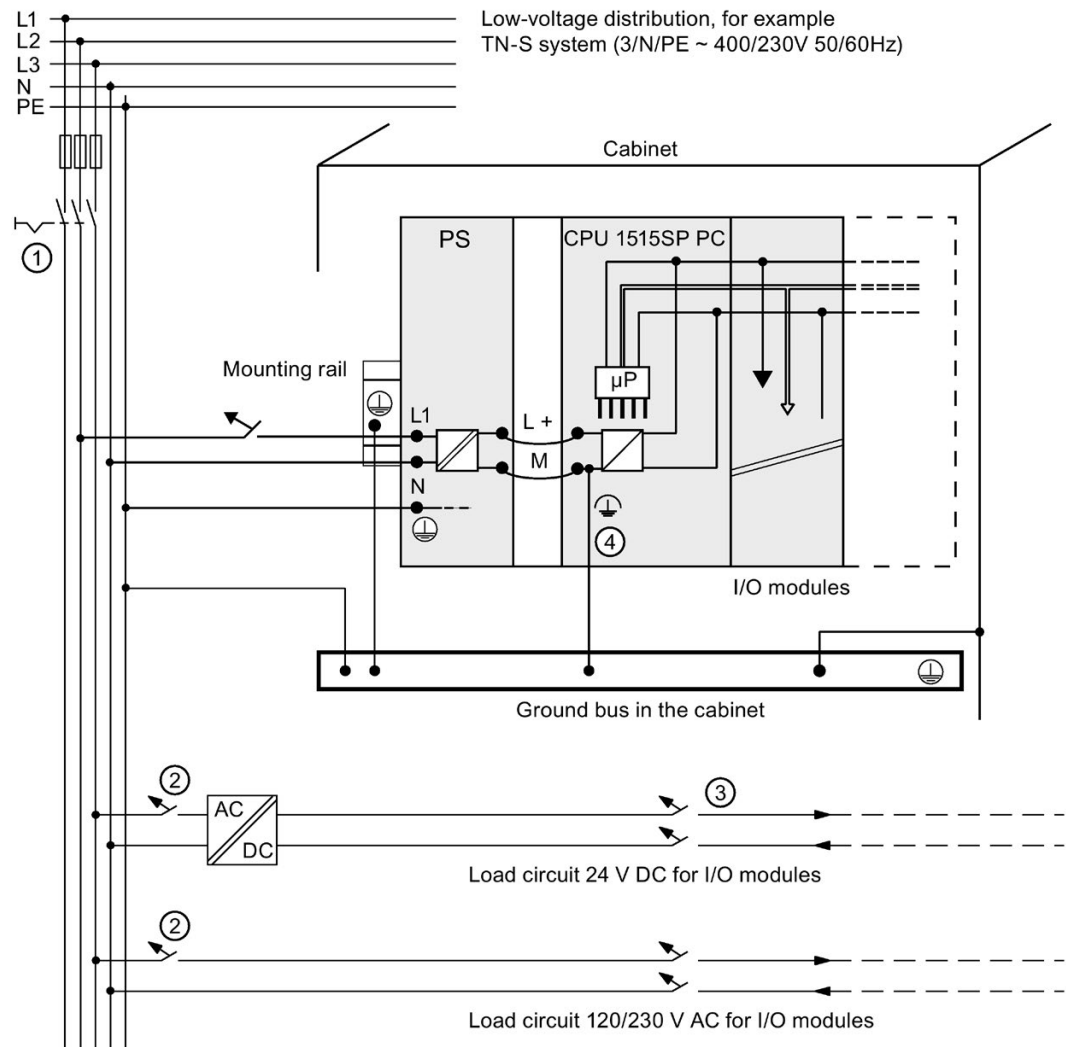 L1
L2
L3
N
PE
Low-voltage distribution, for example
TN-S system (3/N/PE ~ 400/230V 50/60Hz)
Cabinet
1
PS
CPU 1515SP PC
Mounting rail
µP
L1
L +
M
N
4
I/O modules
Ground bus in the cabinet
2
3
AC
DC
Load circuit 24 V DC for I/O modules
2
Load circuit 120/230 V AC for I/O modules